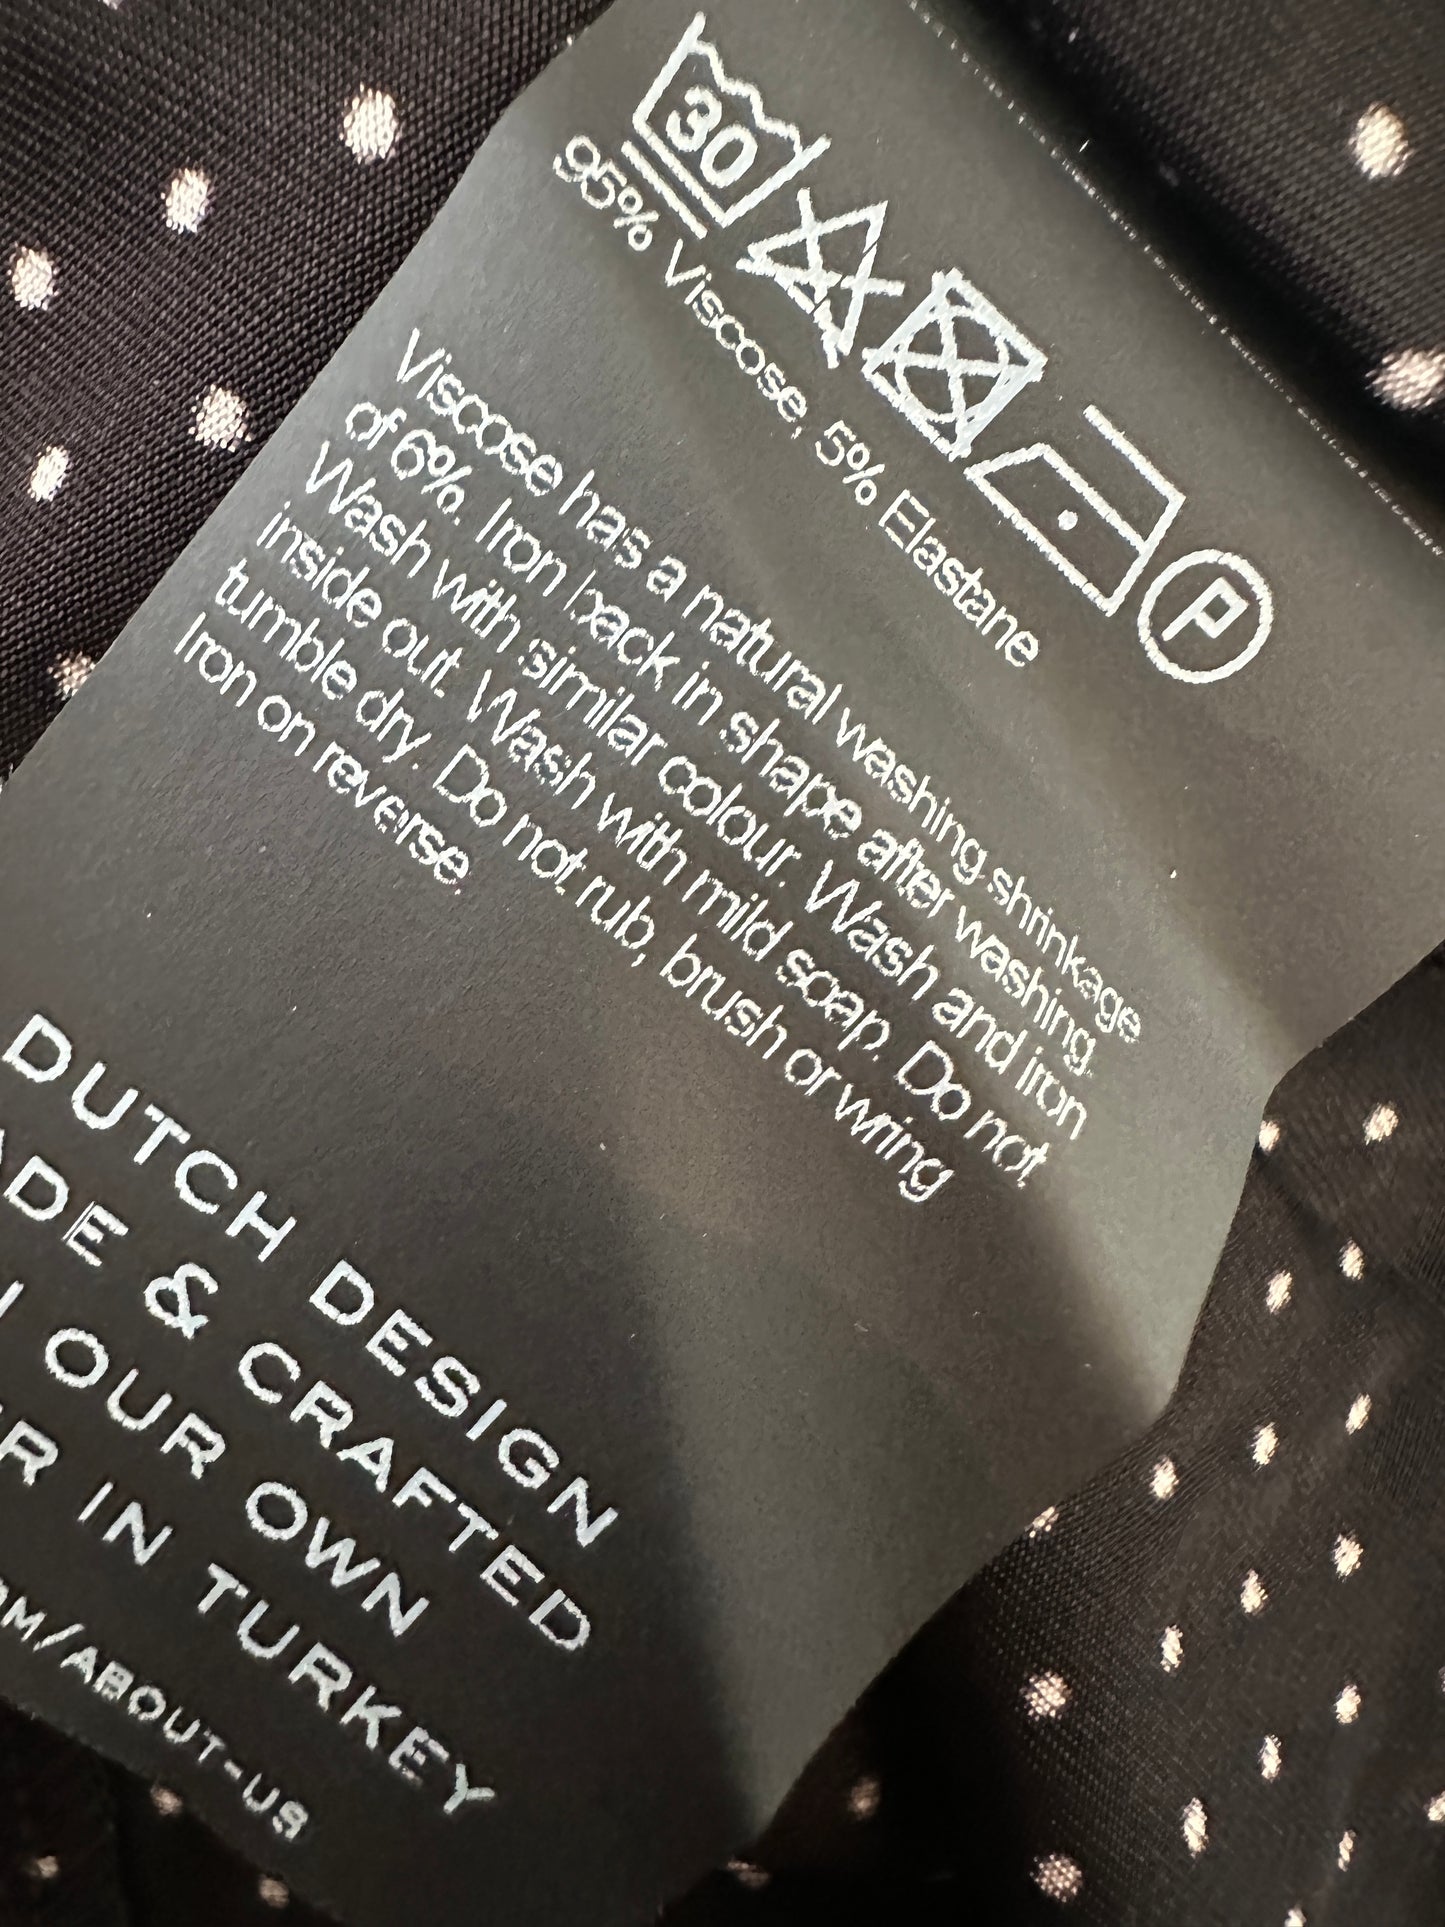 30
P
95% Viscose, 5% Elastane
Viscose has a natural washing shrinkage
of 6%. Iron back in shape after washing.
Wash with similar colour. Wash and iron
inside out. Wash with mild soap. Do not
tumble dry. Do not rub, brush or wring
Iron on reverse.
DUTCH DESIGN
ADE & CRAFTED
OUR OWN
R IN TURKEY
OM/ABOUT-US